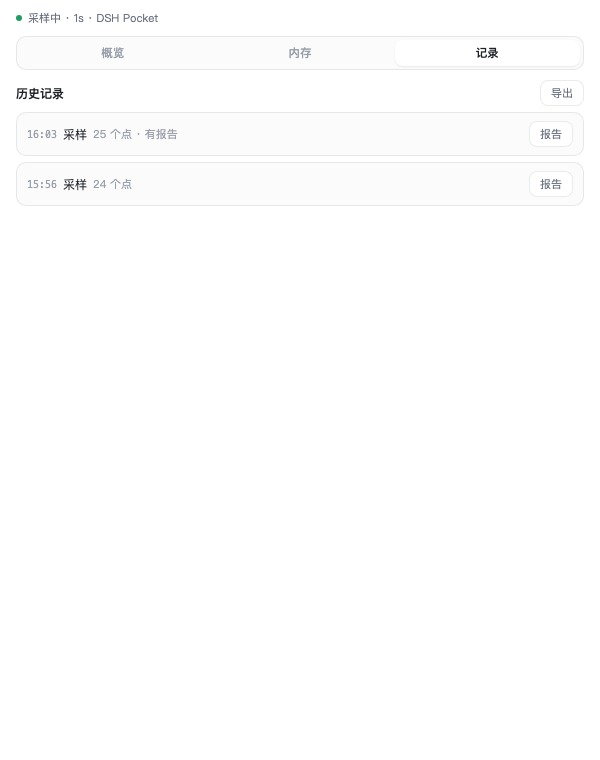 采样中 · 1s · DSH Pocket
概览 内存 记录
历史记录 导出
16:03 采样 25 个点 · 有报告 报告
15:56 采样 24 个点 报告